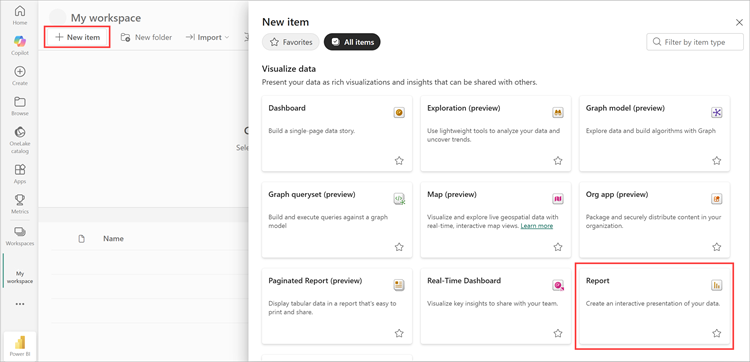 Home
Copilot
Create
Browse
OneLake
catalog
Apps
Metrics
Workspaces
My
workspace
Power BI
My workspace
New item
New folder
Import
Name
New item
Favorites
All items
Filter by item type
Visualize data
Present your data as rich visualizations and insights that can be shared with others.
Dashboard
Build a single-page data story.
Exploration (preview)
Use lightweight tools to analyze your data and
uncover trends.
Graph model (preview)
Explore data and build algorithms with Graph
Graph queryset (preview)
Build and execute queries against a graph
model
Map (preview)
Visualize and explore live geospatial data with
real-time, interactive map views. Learn more
Org app (preview)
Package and securely distribute content in your
organization.
Paginated Report (preview)
Display tabular data in a report that's easy to
print and share.
Real-Time Dashboard
Visualize key insights to share with your team.
Report
Create an interactive presentation of your data.